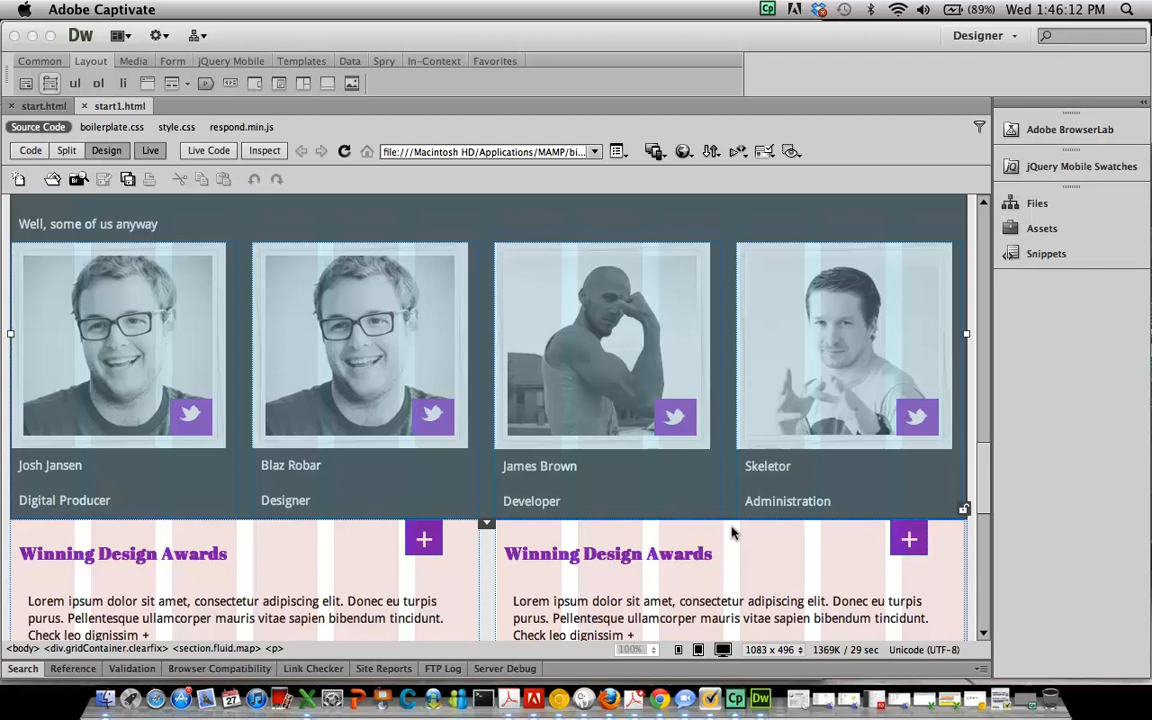 Adobe Captivate
(89%)
Wed 1:46:12 PM
Dw
Designer
Common Layout Media Form jQuery Mobile Templates Data Spry In-Context Favorites
ul ol li
start.html
start1.html
Source Code boilerplate.css style.css respond.min.js
Code Split Design Live Live Code Inspect
file:///Macintosh HD/Applications/MAMP/bi...
Adobe BrowserLab
jQuery Mobile Swatches
Files
Assets
Snippets
Well, some of us anyway
Josh Jansen
Digital Producer
Blaz Robar
Designer
James Brown
Developer
Skeletor
Administration
Winning Design Awards
Lorem ipsum dolor sit amet, consectetur adipiscing elit. Donec eu turpis
purus. Pellentesque ullamcorper mauris vitae sapien bibendum tincidunt.
Check leo dignissim +
Winning Design Awards
Lorem ipsum dolor sit amet, consectetur adipiscing elit. Donec eu turpis
purus. Pellentesque ullamcorper mauris vitae sapien bibendum tincidunt.
Check leo dignissim +
<body> <div.gridContainer.clearfix> <section.fluid.map> <p>
100%
1083 x 496
1369K / 29 sec
Unicode (UTF-8)
Search Reference Validation Browser Compatibility Link Checker Site Reports FTP Log Server Debug
27
Cp
Dw